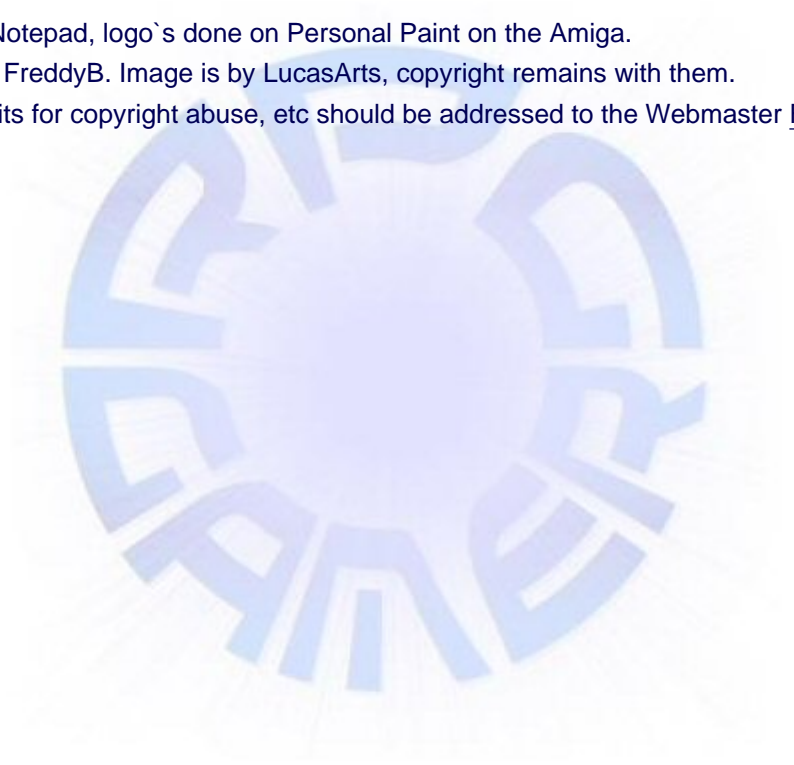 Notepad, logo`s done on Personal Paint on the Amiga.
FreddyB. Image is by LucasArts, copyright remains with them.
its for copyright abuse, etc should be addressed to the Webmaster